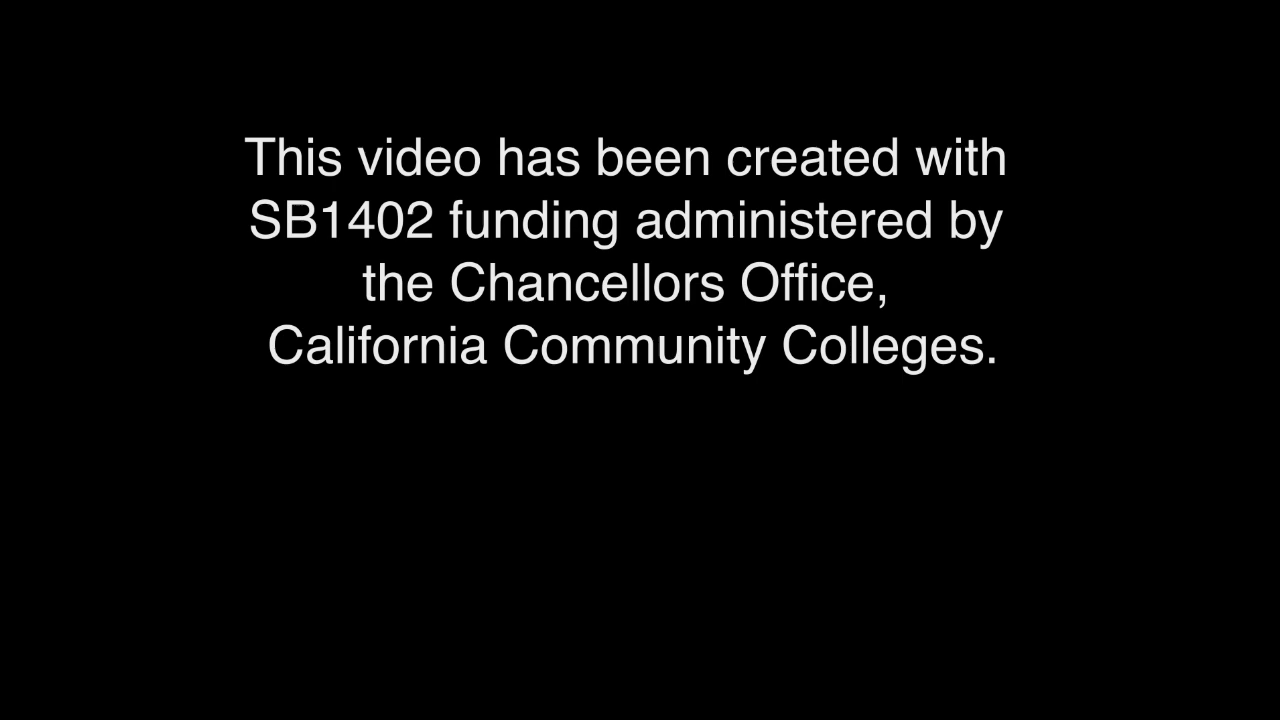 This video has been created with
SB1402 funding administered by
the Chancellors Office,
California Community Colleges.